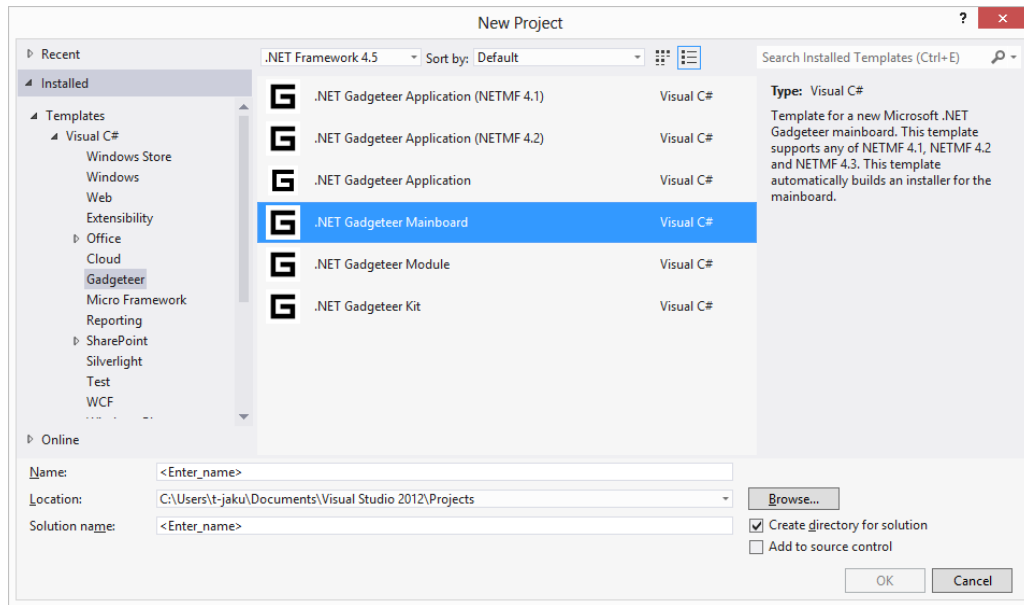 New Project
?
Recent
Installed
Templates
Visual C#
Windows Store
Windows
Web
Extensibility
Office
Cloud
Gadgeteer
Micro Framework
Reporting
SharePoint
Silverlight
Test
WCF
Online
.NET Framework 4.5 Sort by: Default
.NET Gadgeteer Application (NETMF 4.1) Visual C#
.NET Gadgeteer Application (NETMF 4.2) Visual C#
.NET Gadgeteer Application Visual C#
.NET Gadgeteer Mainboard Visual C#
.NET Gadgeteer Module Visual C#
.NET Gadgeteer Kit Visual C#
Search Installed Templates (Ctrl+E)
Type: Visual C#
Template for a new Microsoft .NET
Gadgeteer mainboard. This template
supports any of NETMF 4.1, NETMF 4.2
and NETMF 4.3. This template
automatically builds an installer for the
mainboard.
Name: <Enter_name>
Location: C:\Users\t-jaku\Documents\Visual Studio 2012\Projects
Browse...
Solution name: <Enter_name>
Create directory for solution
Add to source control
OK Cancel